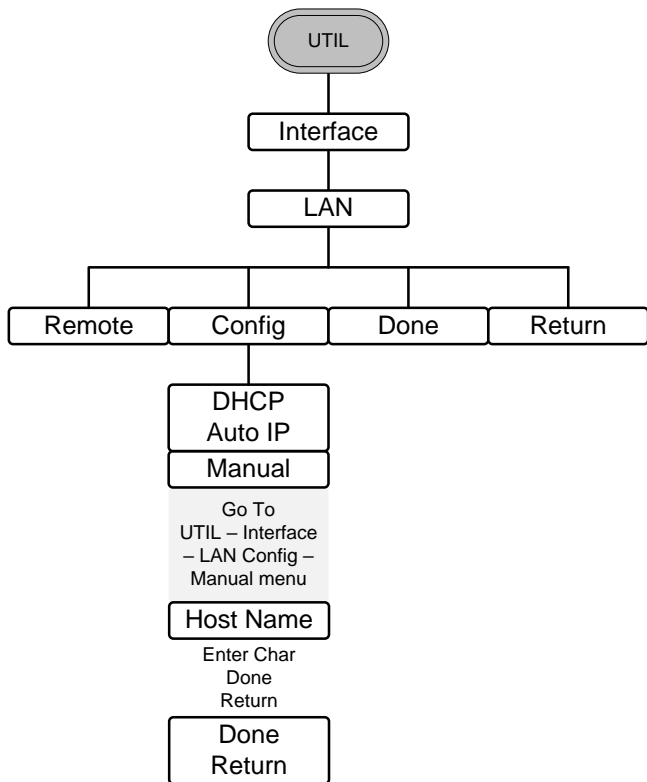 UTIL
Interface
LAN
Remote
Config
Done
Return
DHCP
Auto IP
Manual
Go To
UTIL – Interface
– LAN Config –
Manual menu
Host Name
Enter Char
Done
Return
Done
Return